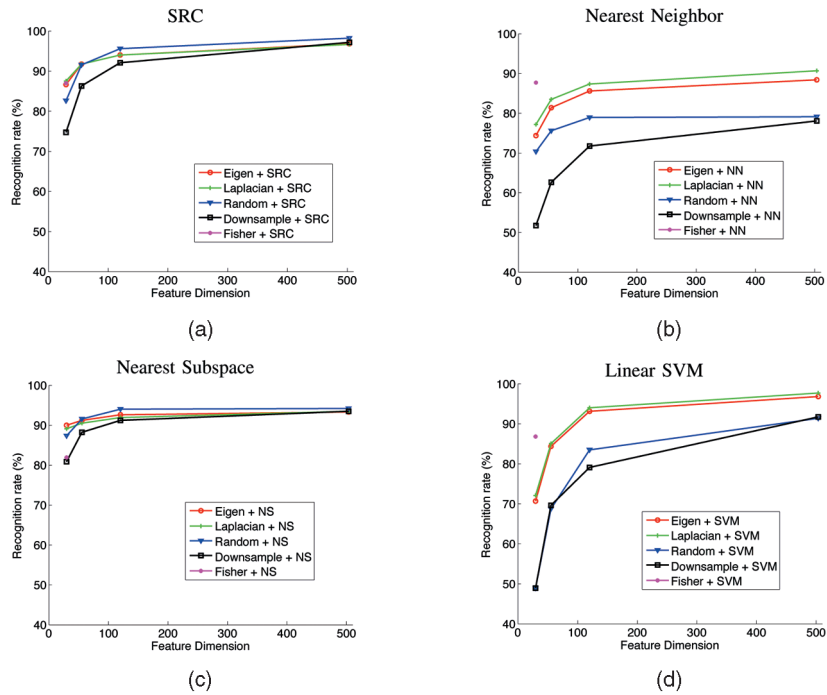 SRC
100
90
80
70
60
50
40
Recognition rate (%)
Eigen + SRC
Laplacian + SRC
Random + SRC
Downsample + SRC
Fisher + SRC
0 100 200 300 400 500
Feature Dimension
(a)
Nearest Neighbor
100
90
80
70
60
50
40
Recognition rate (%)
Eigen + NN
Laplacian + NN
Random + NN
Downsample + NN
Fisher + NN
0 100 200 300 400 500
Feature Dimension
(b)
Nearest Subspace
100
90
80
70
60
50
40
Recognition rate (%)
Eigen + NS
Laplacian + NS
Random + NS
Downsample + NS
Fisher + NS
0 100 200 300 400 500
Feature Dimension
(c)
Linear SVM
100
90
80
70
60
50
40
Recognition rate (%)
Eigen + SVM
Laplacian + SVM
Random + SVM
Downsample + SVM
Fisher + SVM
0 100 200 300 400 500
Feature Dimension
(d)